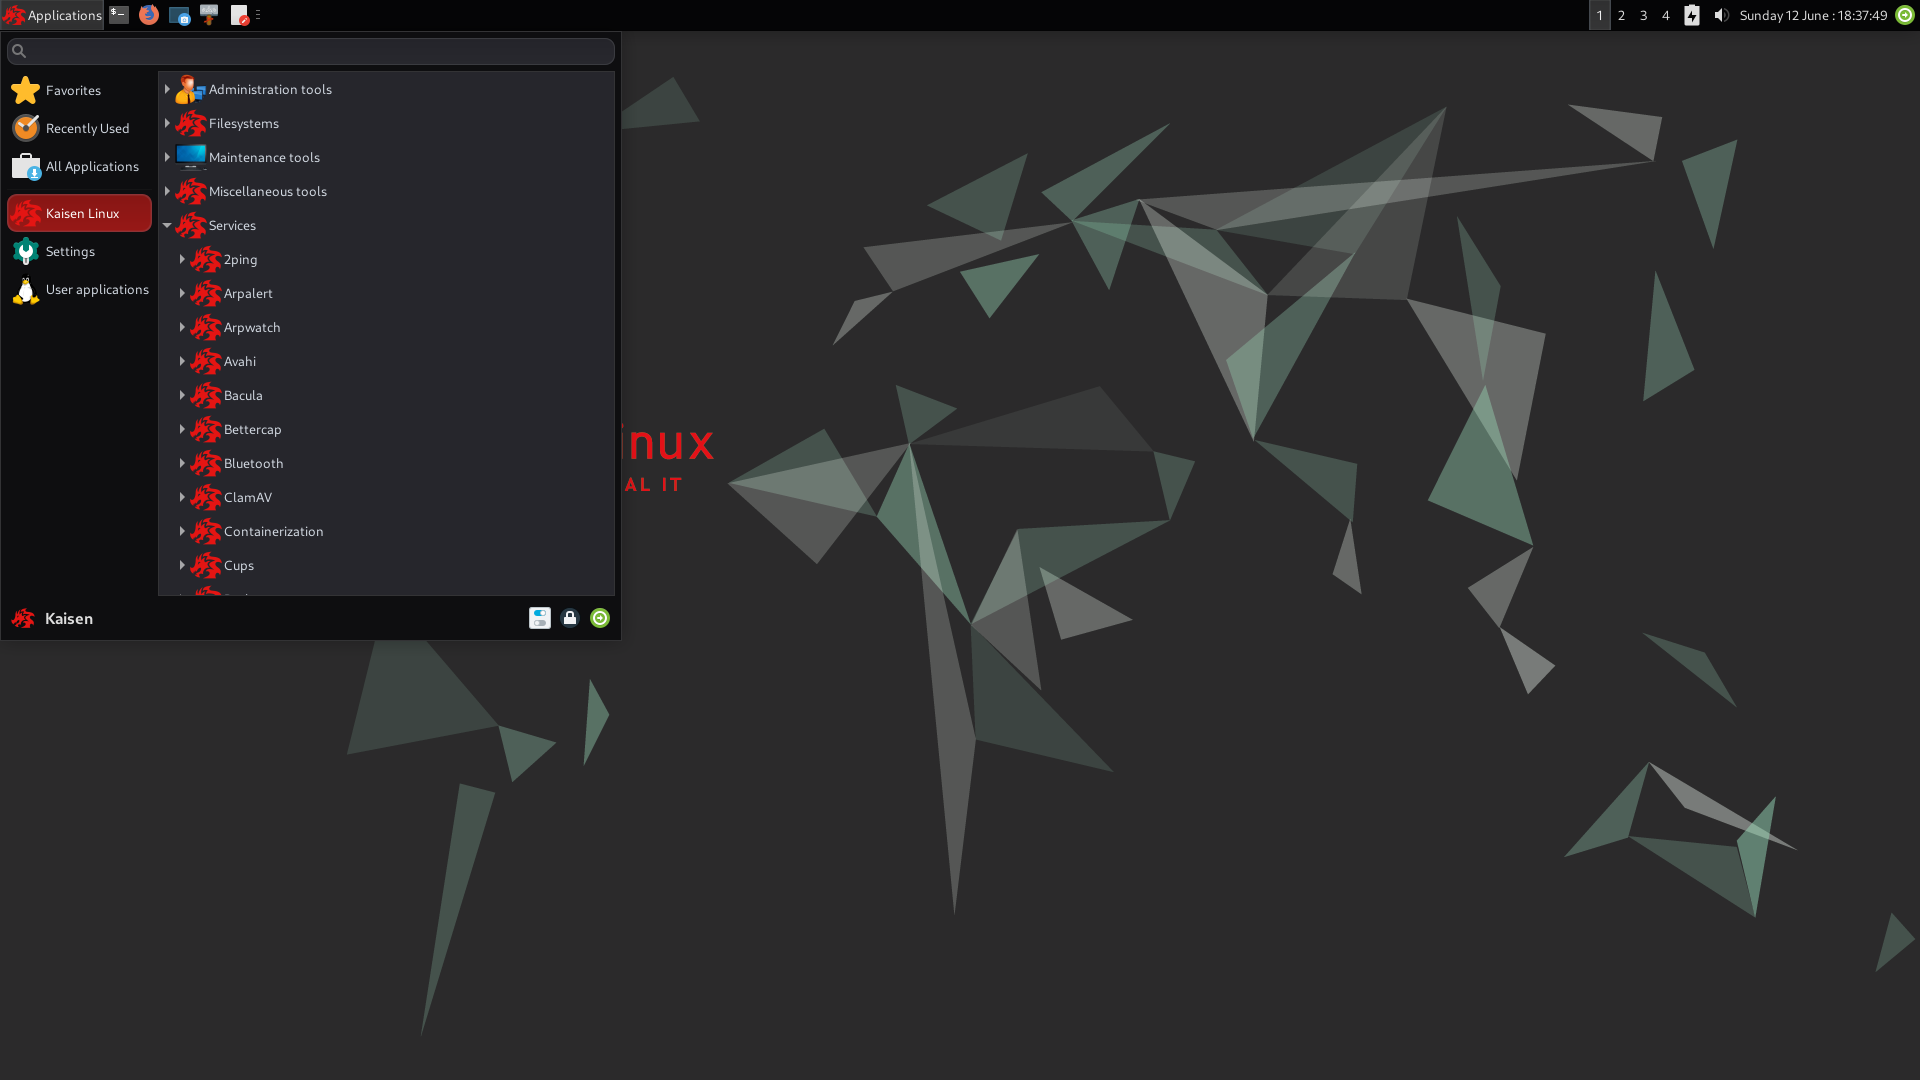 Applications
1 2 3 4 Sunday 12 June : 18:37:49
Favorites
Recently Used
All Applications
Kaisen Linux
Settings
User applications
Administration tools
Filesystems
Maintenance tools
Miscellaneous tools
Services
2ping
Arpalert
Arpwatch
Avahi
Bacula
Bettercap
Bluetooth
ClamAV
Containerization
Cups
Kaisen
inux
AL IT